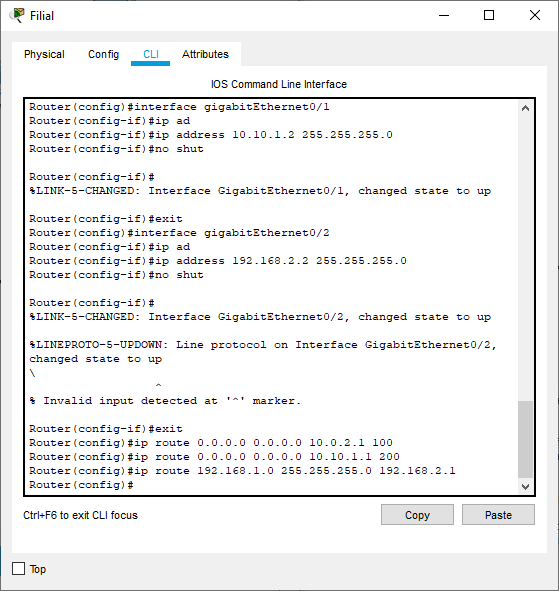 Filial
Physical Config CLI Attributes
IOS Command Line Interface
Router(config)#interface gigabitEthernet0/1
Router(config-if)#ip ad
Router(config-if)#ip address 10.10.1.2 255.255.255.0
Router(config-if)#no shut
Router(config-if)#
%LINK-5-CHANGED: Interface GigabitEthernet0/1, changed state to up
Router(config-if)#exit
Router(config)#interface gigabitEthernet0/2
Router(config-if)#ip ad
Router(config-if)#ip address 192.168.2.2 255.255.255.0
Router(config-if)#no shut
Router(config-if)#
%LINK-5-CHANGED: Interface GigabitEthernet0/2, changed state to up
%LINEPROTO-5-UPDOWN: Line protocol on Interface GigabitEthernet0/2,
changed state to up
\
^
% Invalid input detected at '^' marker.
Router(config-if)#exit
Router(config)#ip route 0.0.0.0 0.0.0.0 10.0.2.1 100
Router(config)#ip route 0.0.0.0 0.0.0.0 10.10.1.1 200
Router(config)#ip route 192.168.1.0 255.255.255.0 192.168.2.1
Router(config)#
Ctrl+F6 to exit CLI focus Copy Paste
Top